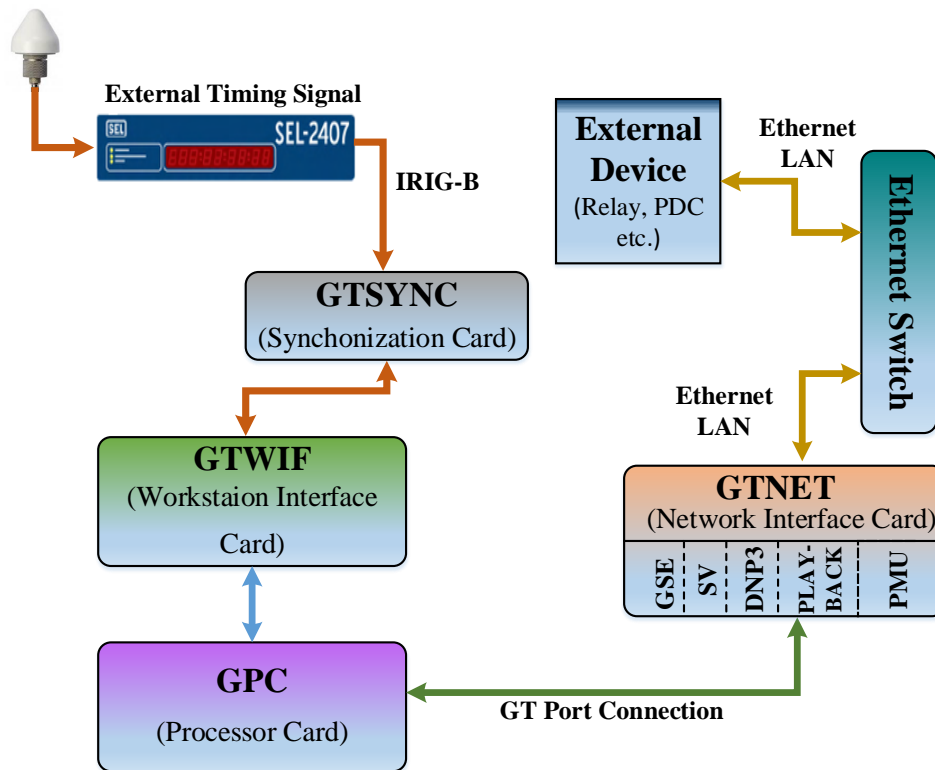 External Timing Signal
SEL
SEL-2407
IRIG-B
GTSYNC
(Synchonization Card)
GTWIF
(Workstaion Interface
Card)
GPC
(Processor Card)
GT Port Connection
External
Device
(Relay, PDC
etc.)
Ethernet
LAN
Ethernet Switch
Ethernet
LAN
GTNET
(Network Interface Card)
GSE
SV
DNP3
PLAY-
BACK
PMU